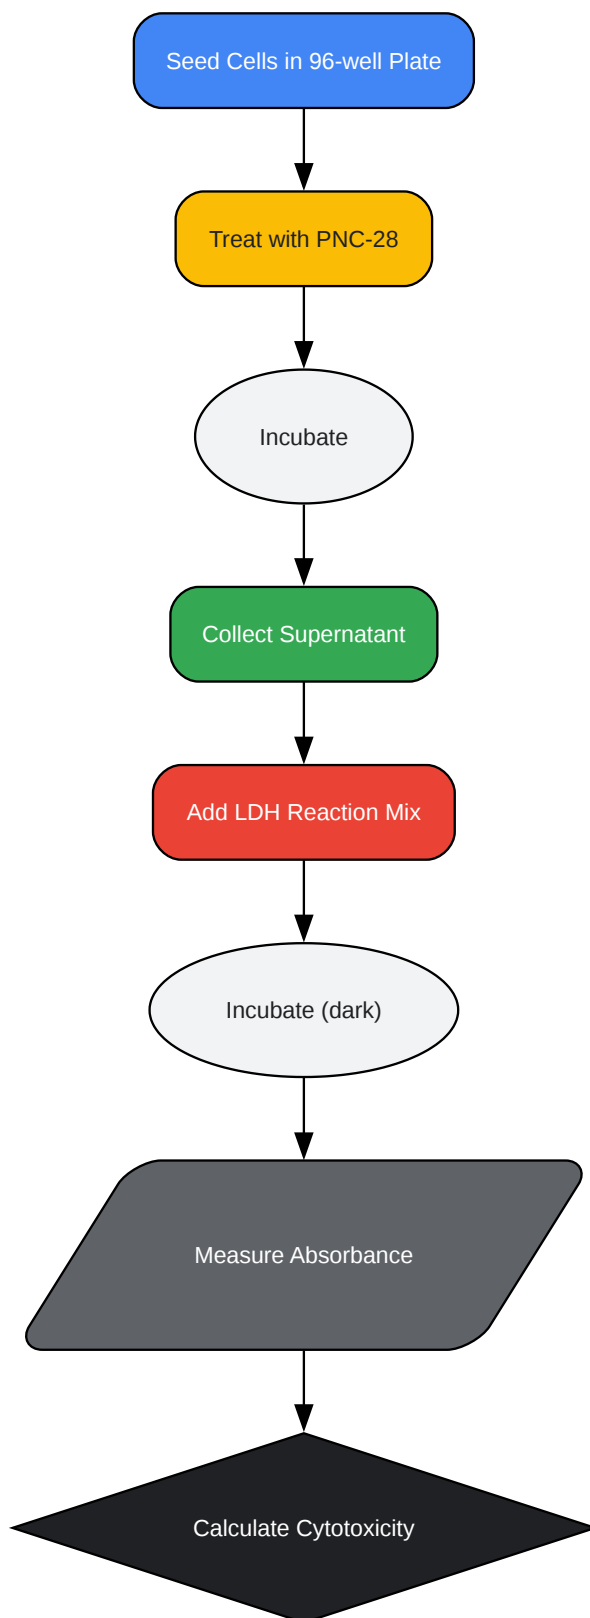 Seed Cells in 96-well Plate
Treat with PNC-28
Incubate
Collect Supernatant
Add LDH Reaction Mix
Incubate (dark)
Measure Absorbance
Calculate Cytotoxicity